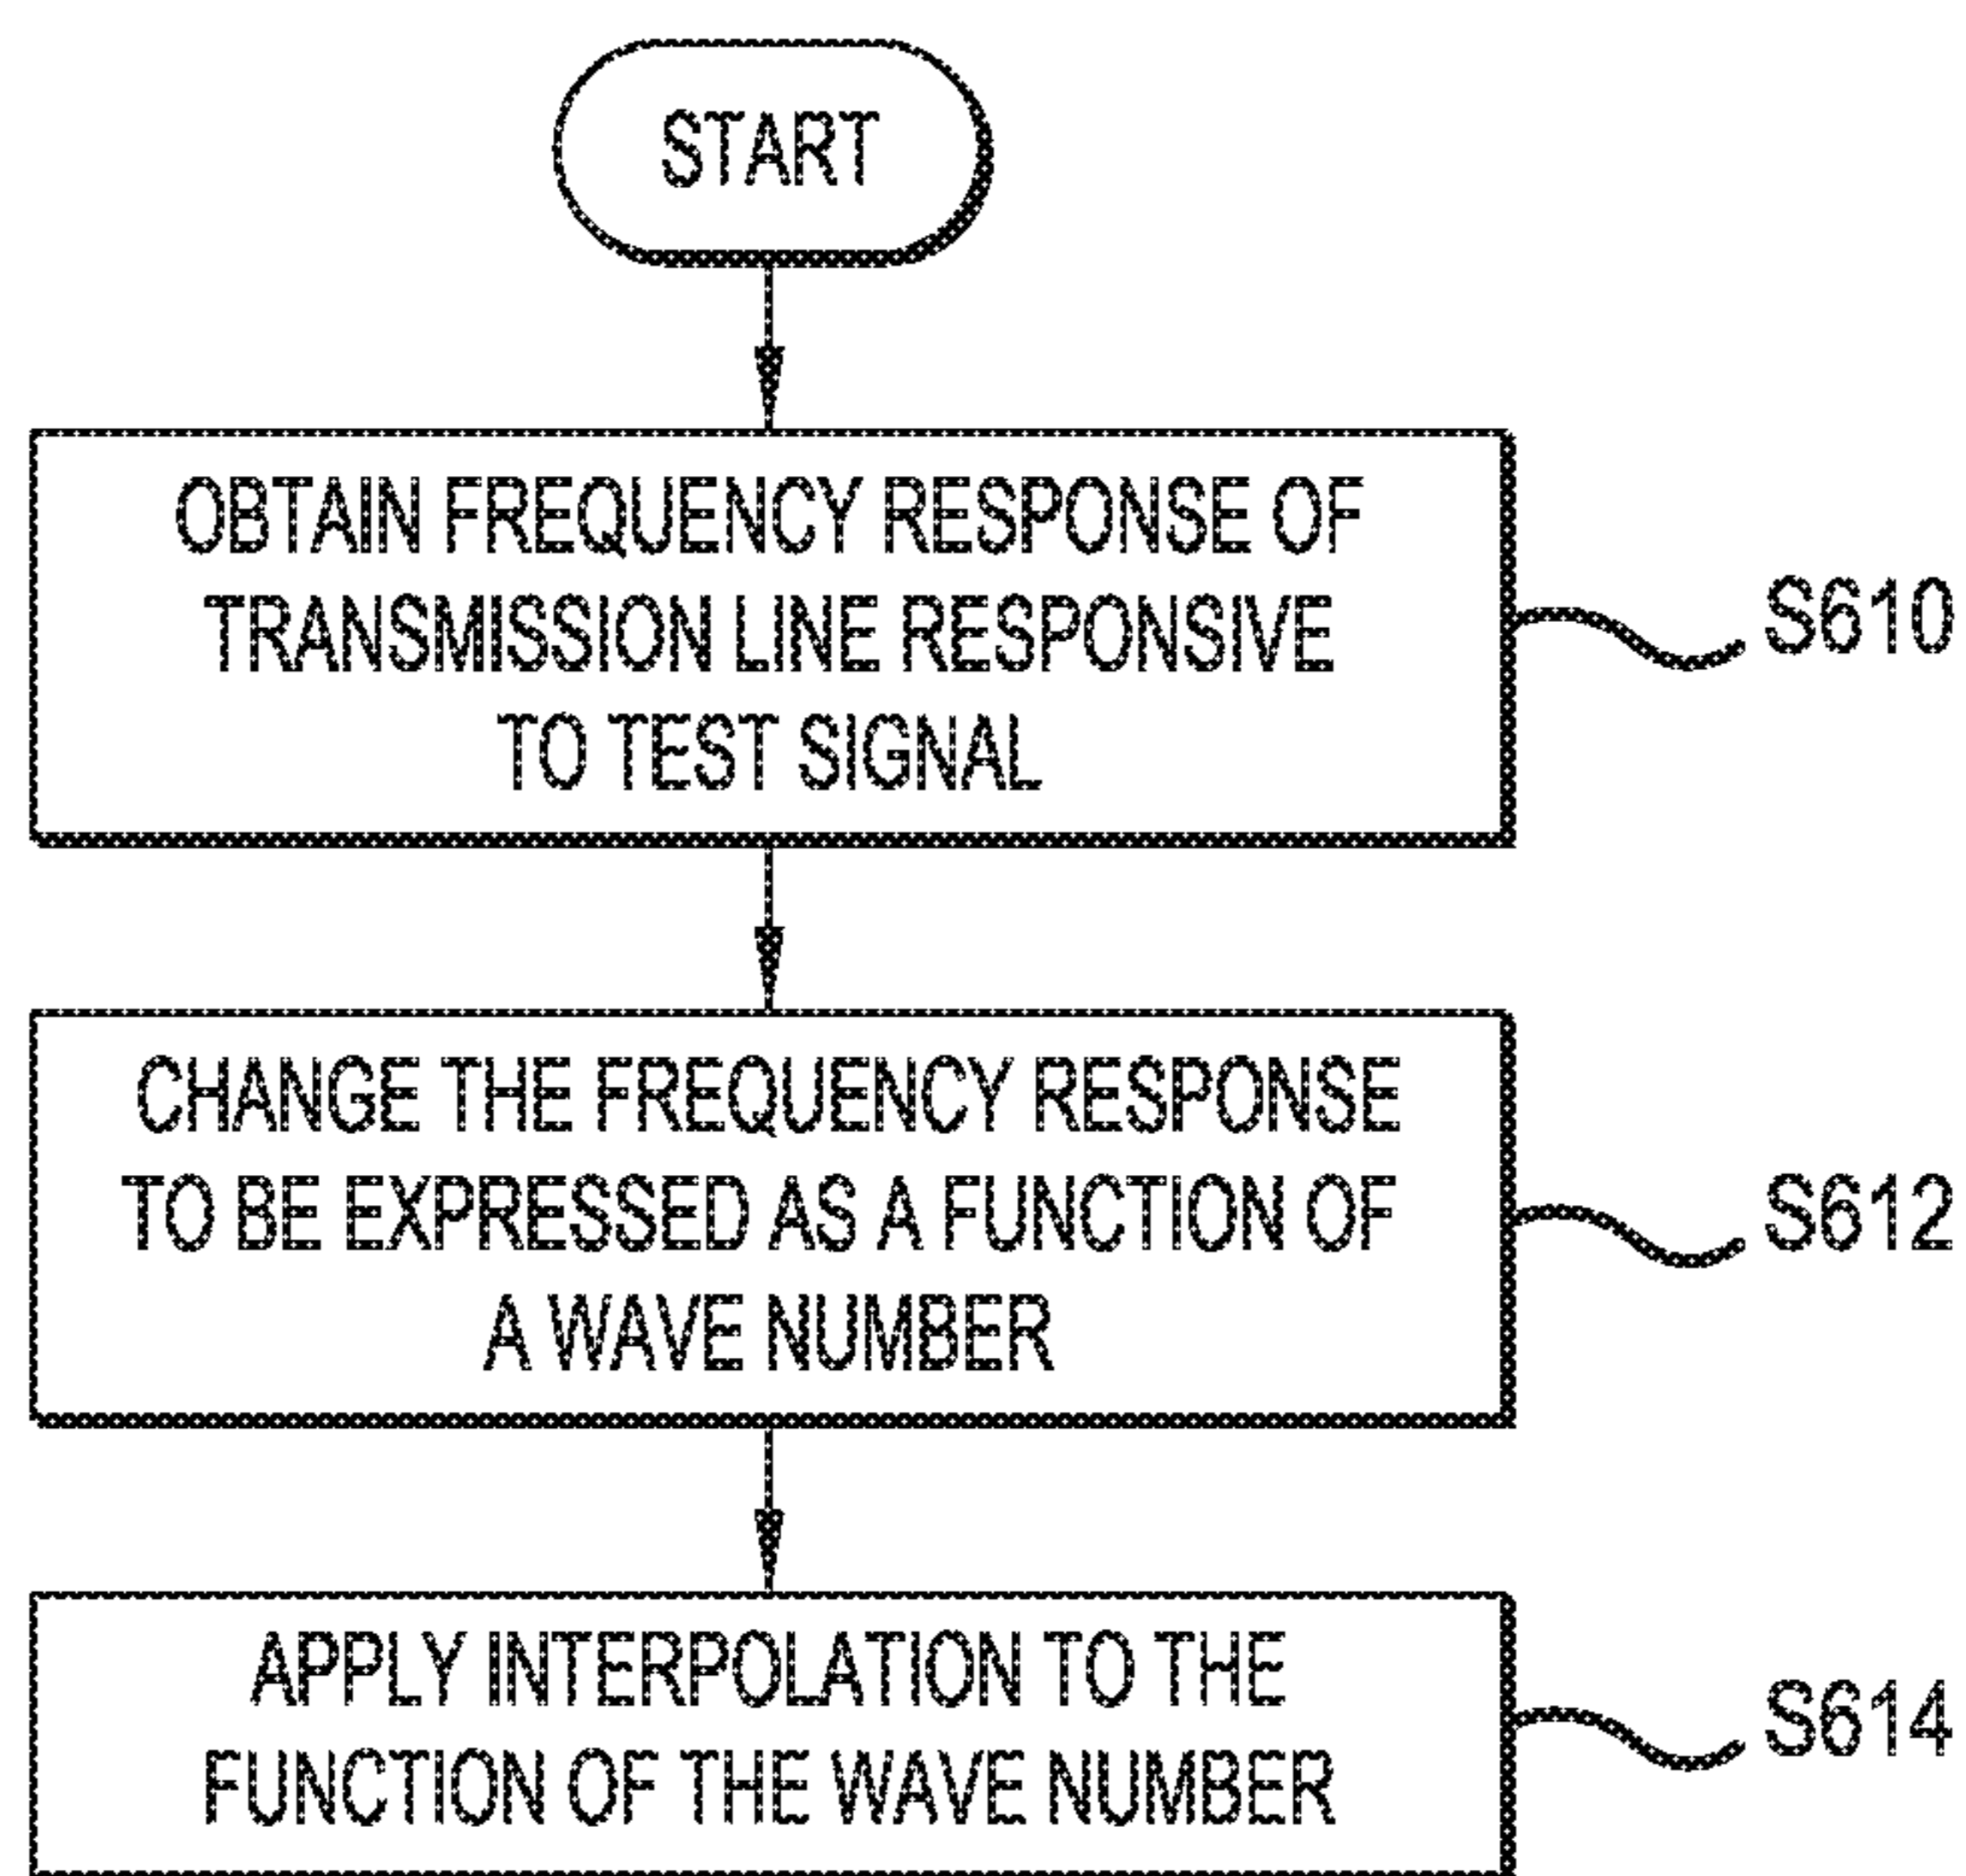 START
OBTAIN FREQUENCY RESPONSE OF
TRANSMISSION LINE RESPONSIVE
TO TEST SIGNAL
S610
CHANGE THE FREQUENCY RESPONSE
TO BE EXPRESSED AS A FUNCTION OF
A WAVE NUMBER
S612
APPLY INTERPOLATION TO THE
FUNCTION OF THE WAVE NUMBER
S614